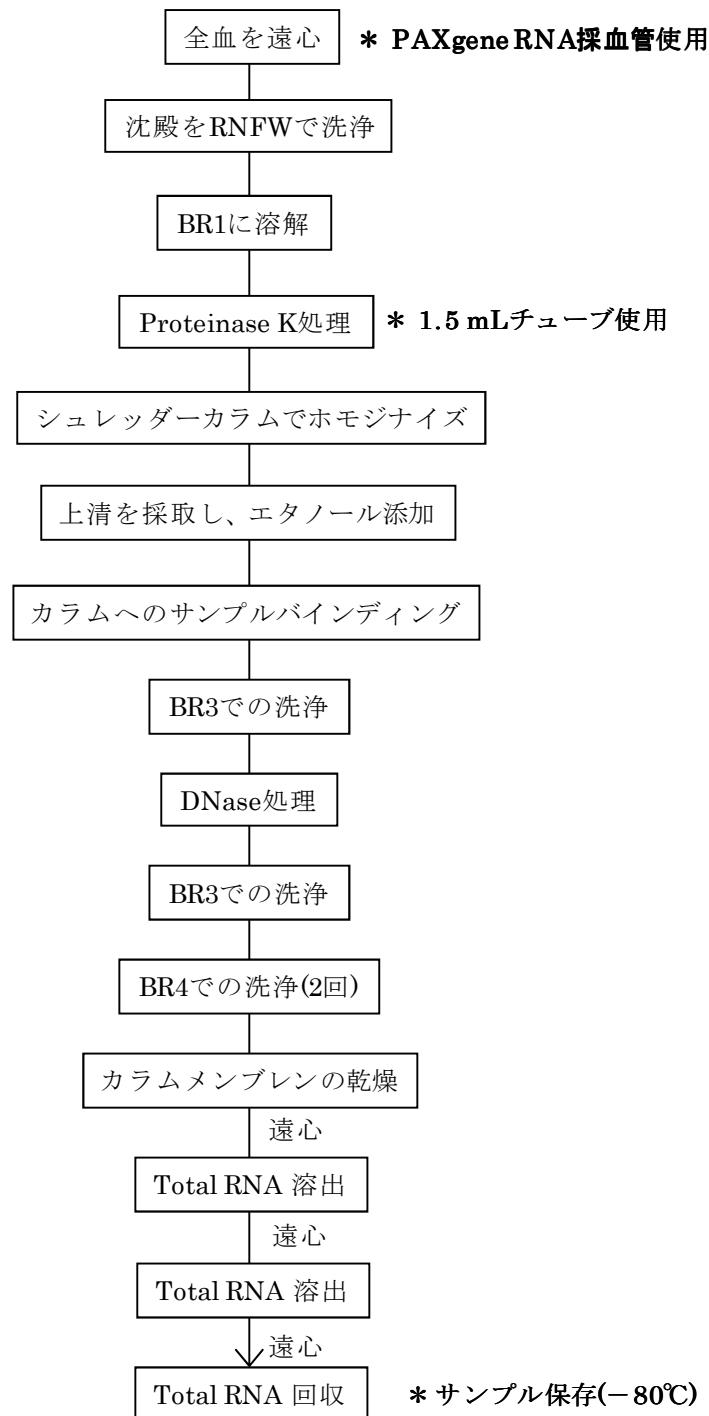 全血を遠心 ＊ PAXgene RNA採血管使用
沈殿をRNFWで洗浄
BR1に溶解
Proteinase K処理 ＊ 1.5 mLチューブ使用
シュレッダーカラムでホモジナイズ
上清を採取し、エタノール添加
カラムへのサンプルバインディング
BR3での洗浄
DNase処理
BR3での洗浄
BR4での洗浄(2回)
カラムメンブレンの乾燥
遠心
Total RNA 溶出
遠心
Total RNA 溶出
遠心
Total RNA 回収 ＊サンプル保存(－80℃)